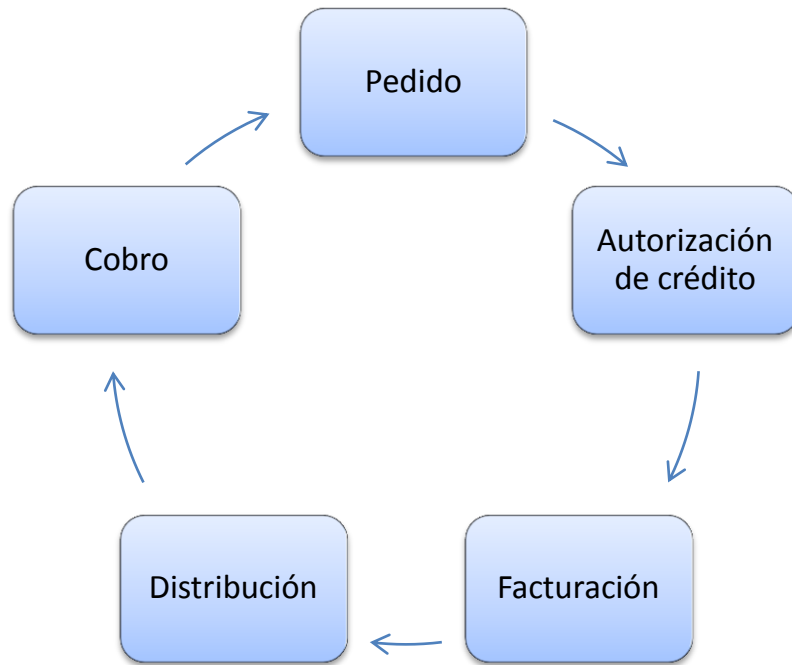 Pedido
Autorización
de crédito
Facturación
Distribución
Cobro